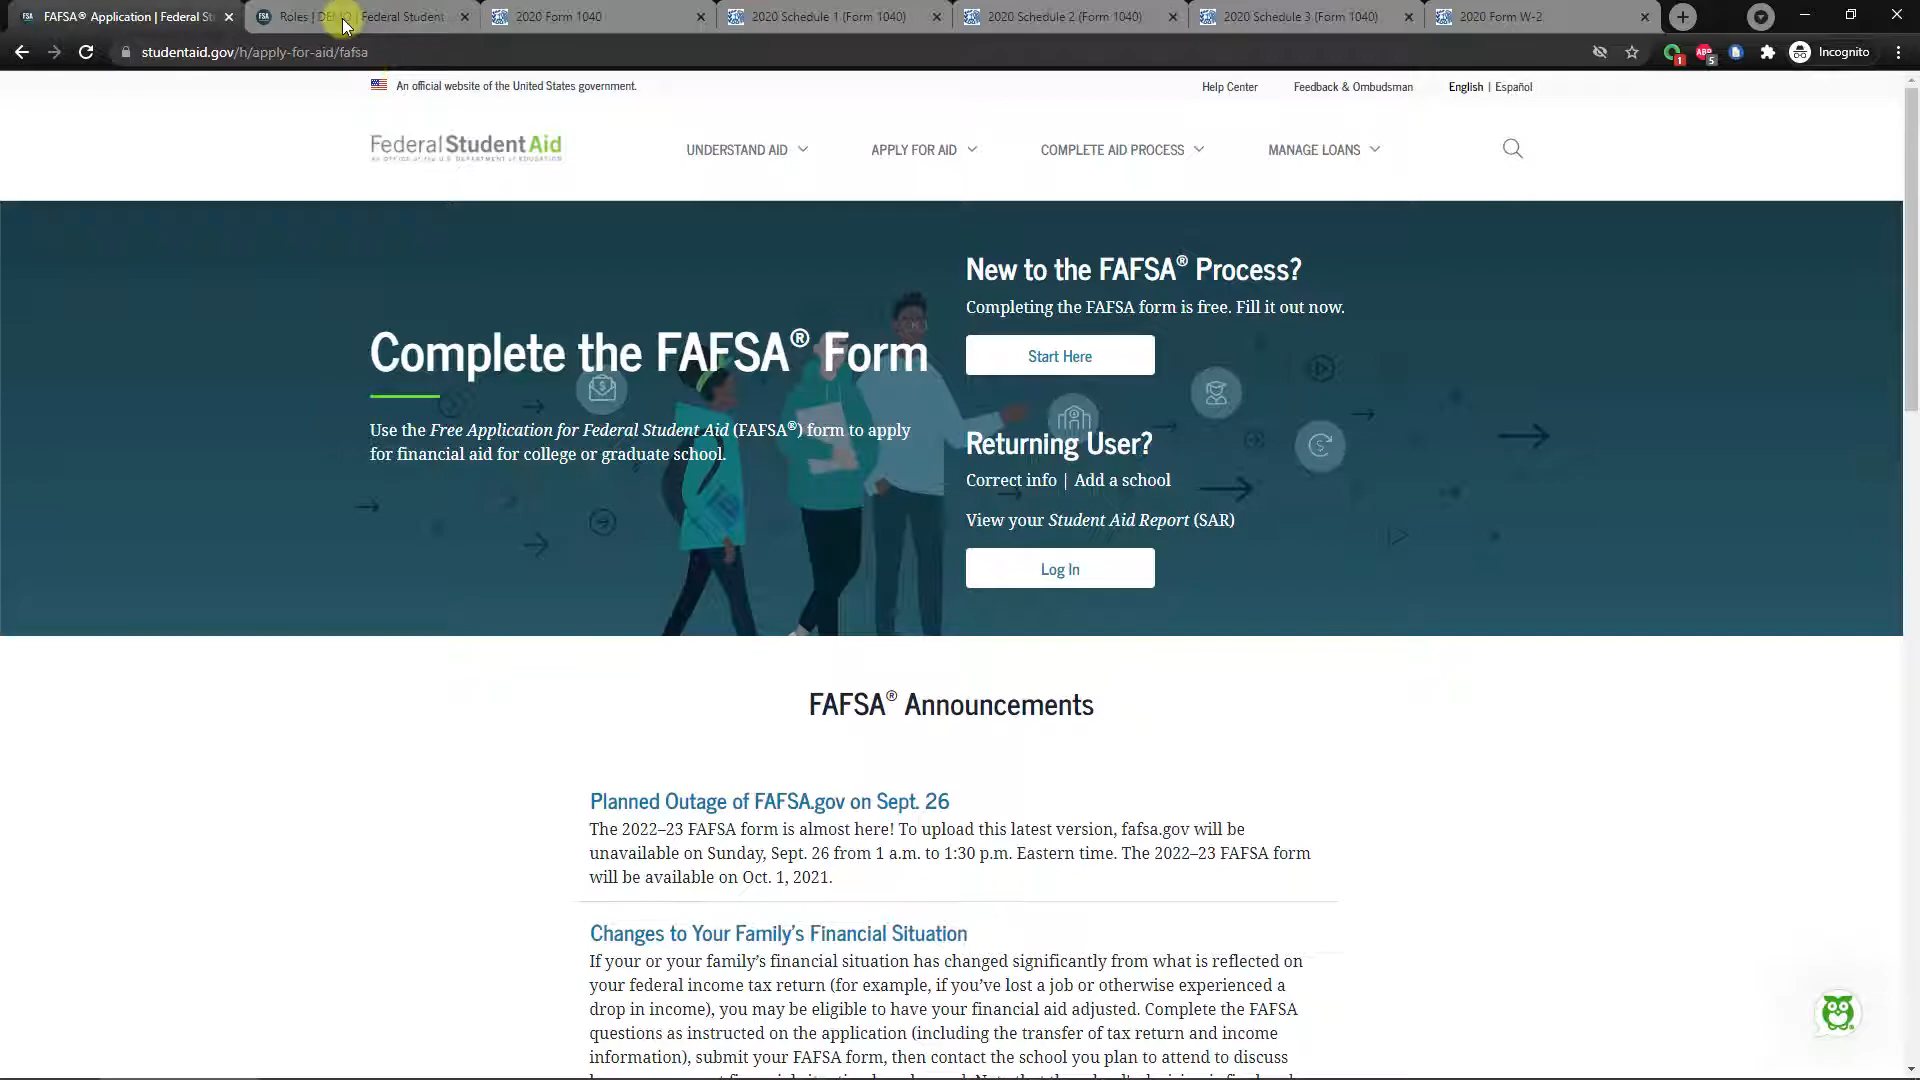 FAFSA® Application | Federal St
Roles | DEMO | Federal Student
2020 Form 1040
2020 Schedule 1 (Form 1040)
2020 Schedule 2 (Form 1040)
2020 Schedule 3 (Form 1040)
2020 Form W-2
studentaid.gov/h/apply-for-aid/fafsa
1
ABP
5
Incognito
An official website of the United States government.
Help Center
Feedback & Ombudsman
English | Español
Federal Student Aid
AN OFFICE of the U.S. DEPARTMENT of EDUCATION
UNDERSTAND AID
APPLY FOR AID
COMPLETE AID PROCESS
MANAGE LOANS
Complete the FAFSA® Form
Use the Free Application for Federal Student Aid (FAFSA®) form to apply
for financial aid for college or graduate school.
New to the FAFSA® Process?
Completing the FAFSA form is free. Fill it out now.
Start Here
Returning User?
Correct info | Add a school
View your Student Aid Report (SAR)
Log In
FAFSA® Announcements
Planned Outage of FAFSA.gov on Sept. 26
The 2022–23 FAFSA form is almost here! To upload this latest version, fafsa.gov will be
unavailable on Sunday, Sept. 26 from 1 a.m. to 1:30 p.m. Eastern time. The 2022–23 FAFSA form
will be available on Oct. 1, 2021.
Changes to Your Family's Financial Situation
If your or your family's financial situation has changed significantly from what is reflected on
your federal income tax return (for example, if you've lost a job or otherwise experienced a
drop in income), you may be eligible to have your financial aid adjusted. Complete the FAFSA
questions as instructed on the application (including the transfer of tax return and income
information), submit your FAFSA form, then contact the school you plan to attend to discuss